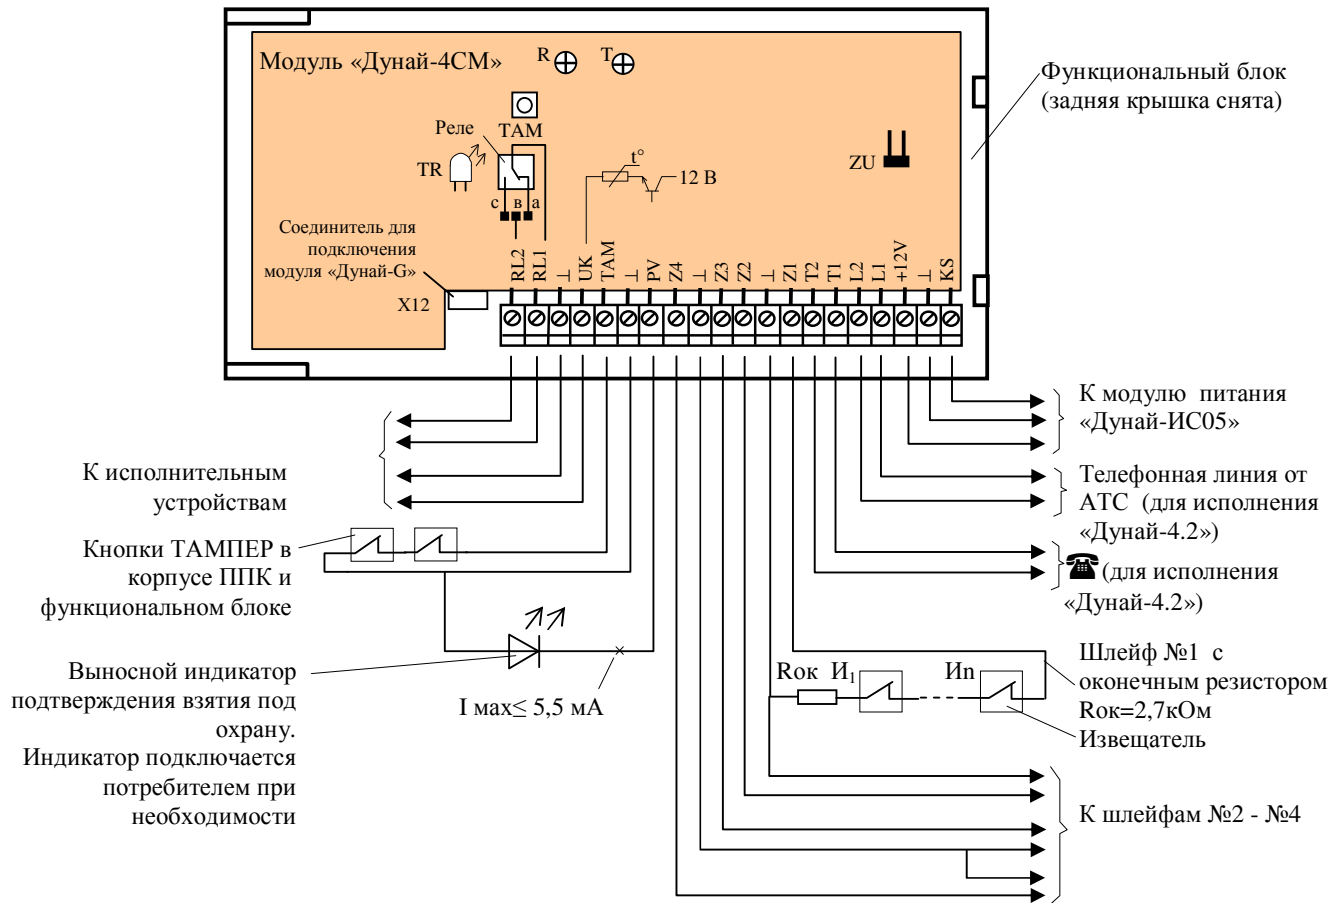 Модуль «Дунай-4СМ»
R
T
Функциональный блок
(задняя крышка снята)
TAM
Реле
TR
t°
12 В
ZU
с в а
Соединитель для
подключения
модуля «Дунай-G»
X12
RL2
RL1
⊥
UK
TAM
⊥
PV
Z4
⊥
Z3
Z2
⊥
Z1
T2
T1
L2
L1
+12V
⊥
KS
К модулю питания
«Дунай-ИС05»
К исполнительным
устройствам
Телефонная линия от
АТС (для исполнения
«Дунай-4.2»)
Кнопки ТАМПЕР в
корпусе ППК и
функциональном блоке
☎ (для исполнения
«Дунай-4.2»)
Выносной индикатор
подтверждения взятия под
охрану.
Индикатор подключается
потребителем при
необходимости
I мах≤ 5,5 мА
Rок
И1
Иn
Шлейф №1 с
оконечным резистором
Rок=2,7кОм
Извещатель
К шлейфам №2 - №4